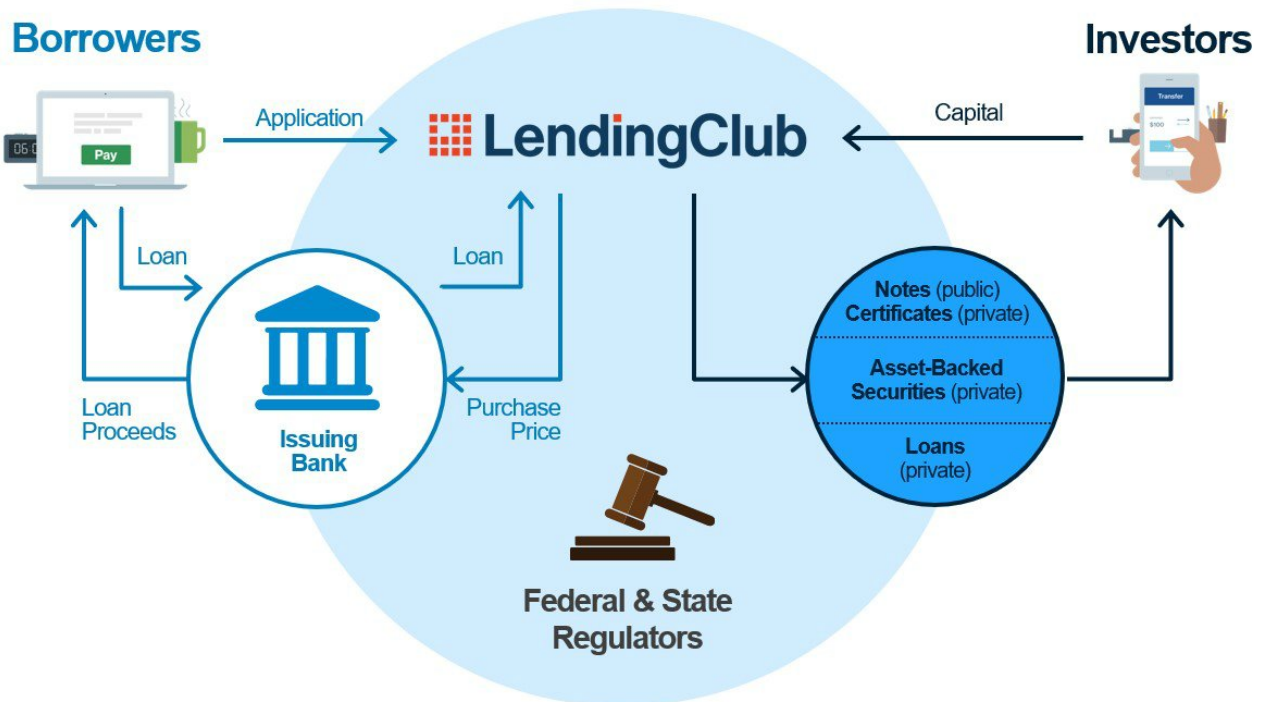 Borrowers
Investors
Application
LendingClub
Capital
Transfer
$100
Pay
Loan
Loan
Notes (public)
Certificates (private)
Asset-Backed
Securities (private)
Loans
(private)
Loan
Proceeds
Issuing
Bank
Purchase
Price
Federal & State
Regulators